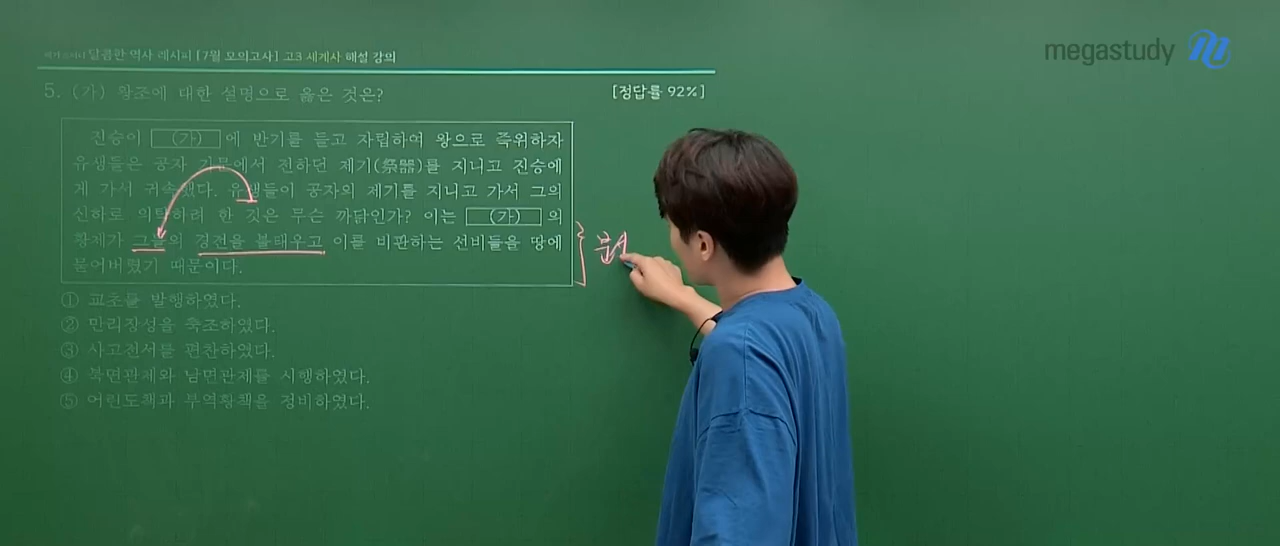 megastudy
달콤한 역사 레시피 [7월 모의고사] 고3 세계사 해설 강의
5. (가) 왕조에 대한 설명으로 옳은 것은?
[정답률 92%]
진승이 (가) 에 반기를 들고 자립하여 왕으로 즉위하자
유생들은 공자 가문에서 전하던 제기(祭器)를 지니고 진승에
게 가서 귀속했다. 유생들이 공자의 제기를 지니고 가서 그의
신하로 의탁하려 한 것은 무슨 까닭인가? 이는 (가) 의
황제가 그들의 경전을 불태우고 이를 비판하는 선비들을 땅에
묻어버렸기 때문이다.
분
① 교초를 발행하였다.
② 만리장성을 축조하였다.
③ 사고전서를 편찬하였다.
④ 북면관제와 남면관제를 시행하였다.
⑤ 어린도책과 부역황책을 정비하였다.